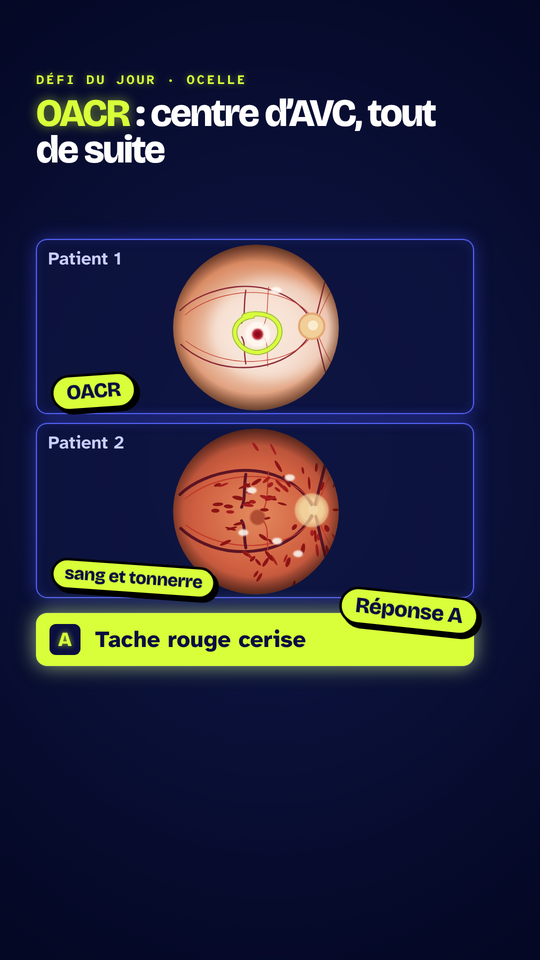 DÉFI DU JOUR · OCELLE
OACR : centre d'AVC, tout
de suite
Patient 1
OACR
Patient 2
sang et tonnerre
Réponse A
A Tache rouge cerise